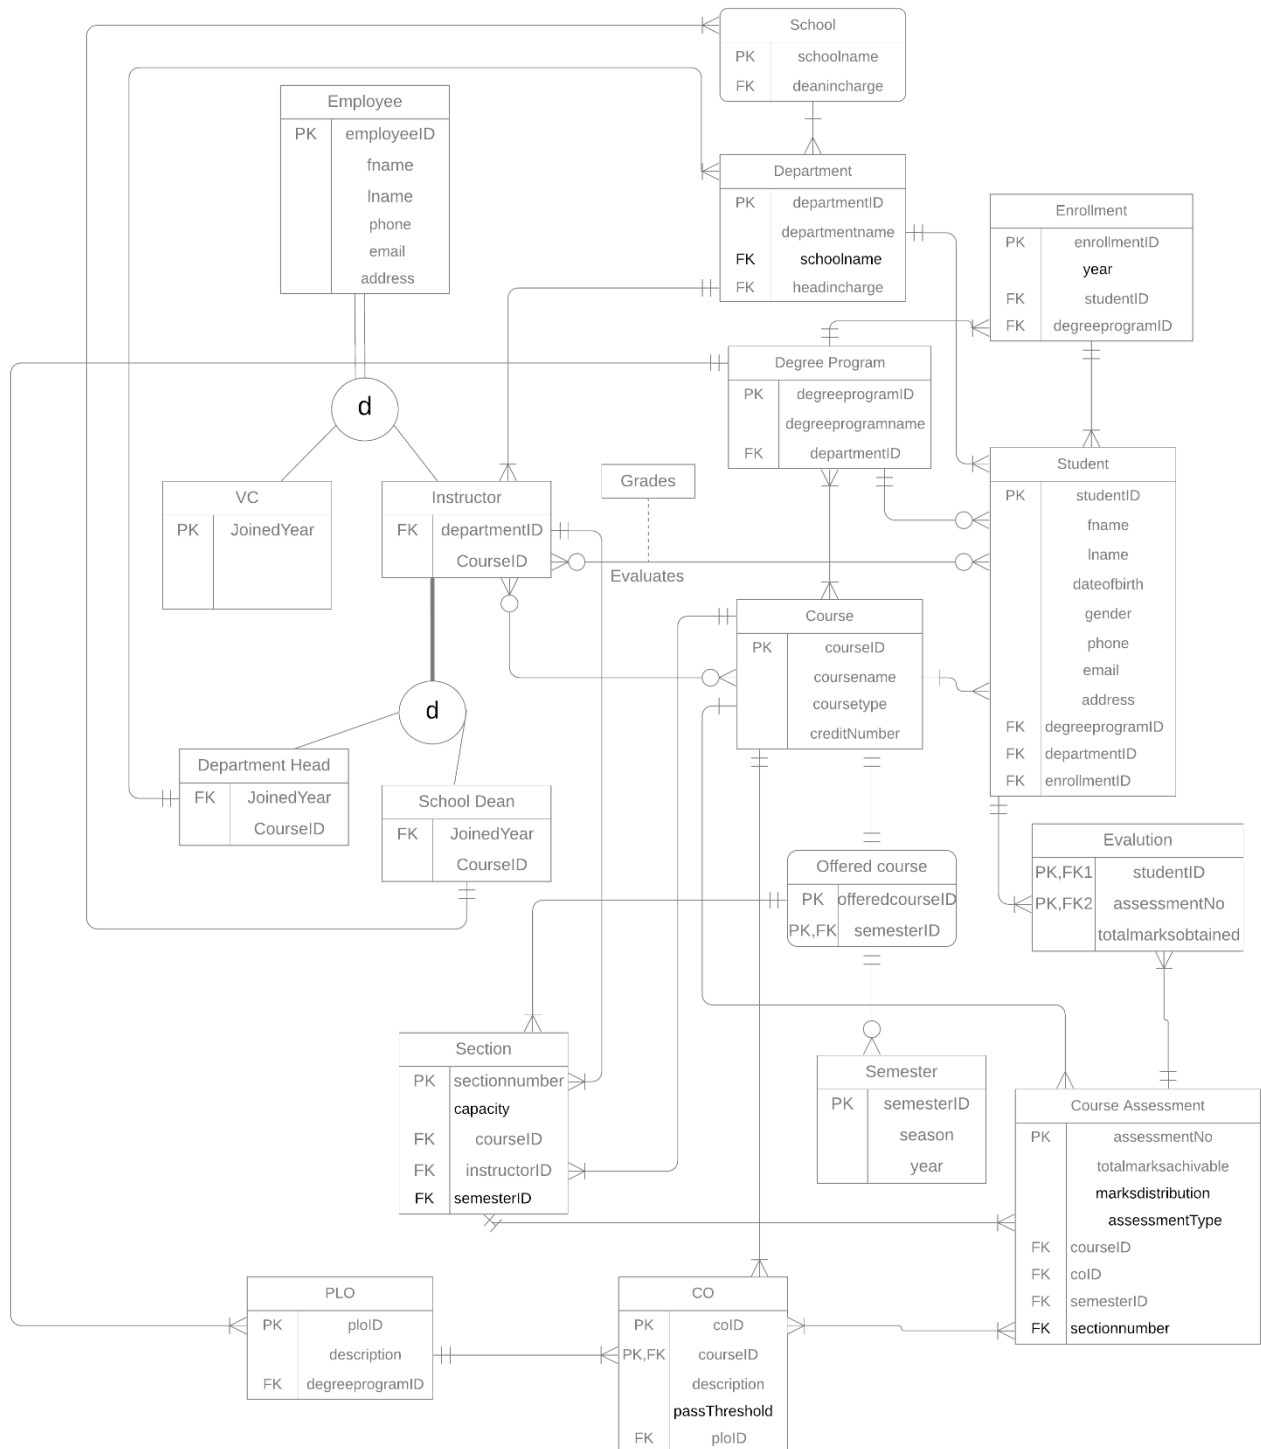 School
PK schoolname
FK deanincharge
Employee
PK employeeID
fname
lname
phone
email
address
Department
PK departmentID
departmentname
FK schoolname
FK headincharge
Enrollment
PK enrollmentID
year
FK studentID
FK degreeprogramID
Degree Program
PK degreeprogramID
degreeprogramname
FK departmentID
d
VC
PK JoinedYear
Instructor
FK departmentID
CourseID
Grades
Evaluates
Student
PK studentID
fname
lname
dateofbirth
gender
phone
email
address
FK degreeprogramID
FK departmentID
FK enrollmentID
Course
PK courseID
coursename
coursetype
creditNumber
d
Department Head
FK JoinedYear
CourseID
School Dean
FK JoinedYear
CourseID
Offered course
PK offeredcourseID
PK,FK semesterID
Evalution
PK,FK1 studentID
PK,FK2 assessmentNo
totalmarksobtained
Section
PK sectionnumber
capacity
FK courseID
FK instructorID
FK semesterID
Semester
PK semesterID
season
year
Course Assessment
PK assessmentNo
totalmarksachivable
marksdistribution
assessmentType
FK courseID
FK coID
FK semesterID
FK sectionnumber
PLO
PK ploID
description
FK degreeprogramID
CO
PK coID
PK,FK courseID
description
passThreshold
FK ploID